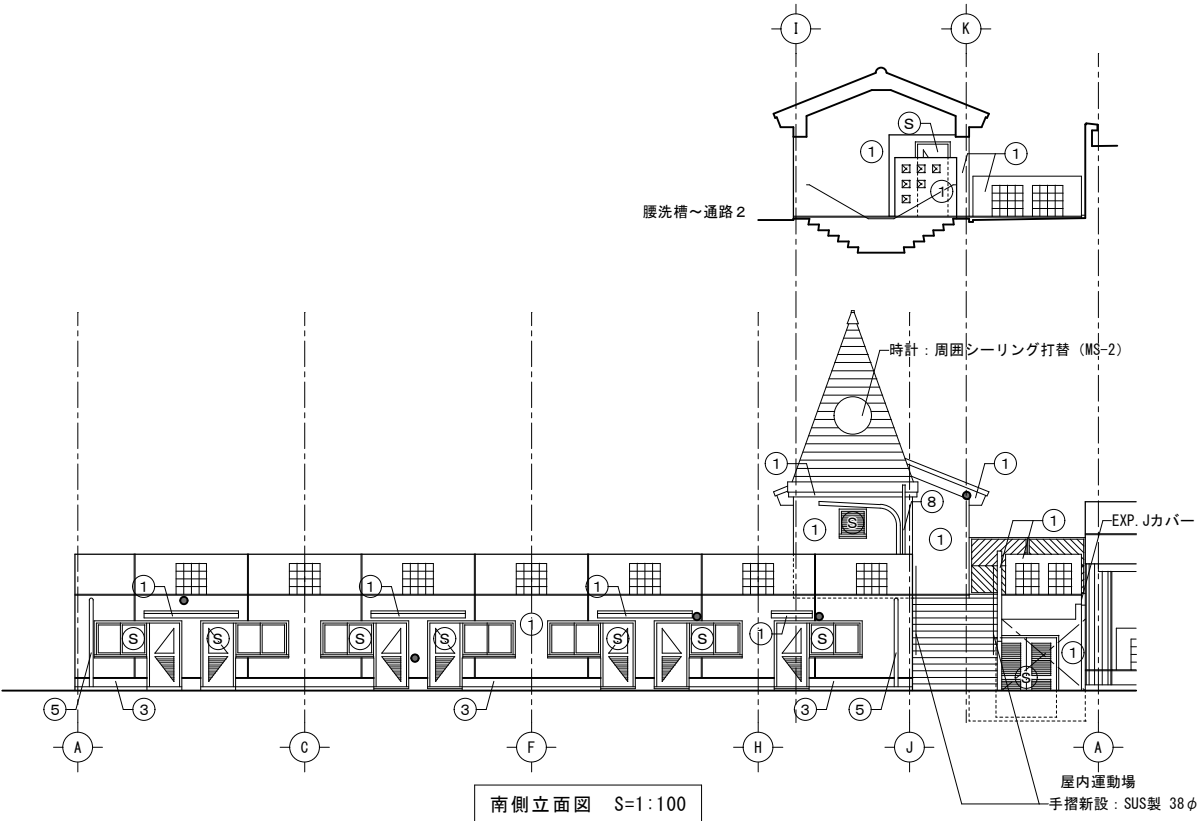 I K
S
1 1
1
腰洗槽～通路2
時計：周囲シーリング打替（MS-2）
1 1
8
S
1 1 1
EXP.Jカバー
1 1 1
1 1
S S S S S S S
1
S
5 3 3 3 5
A C F H J A
屋内運動場
手摺新設：SUS製 38φ
南側立面図 S=1:100